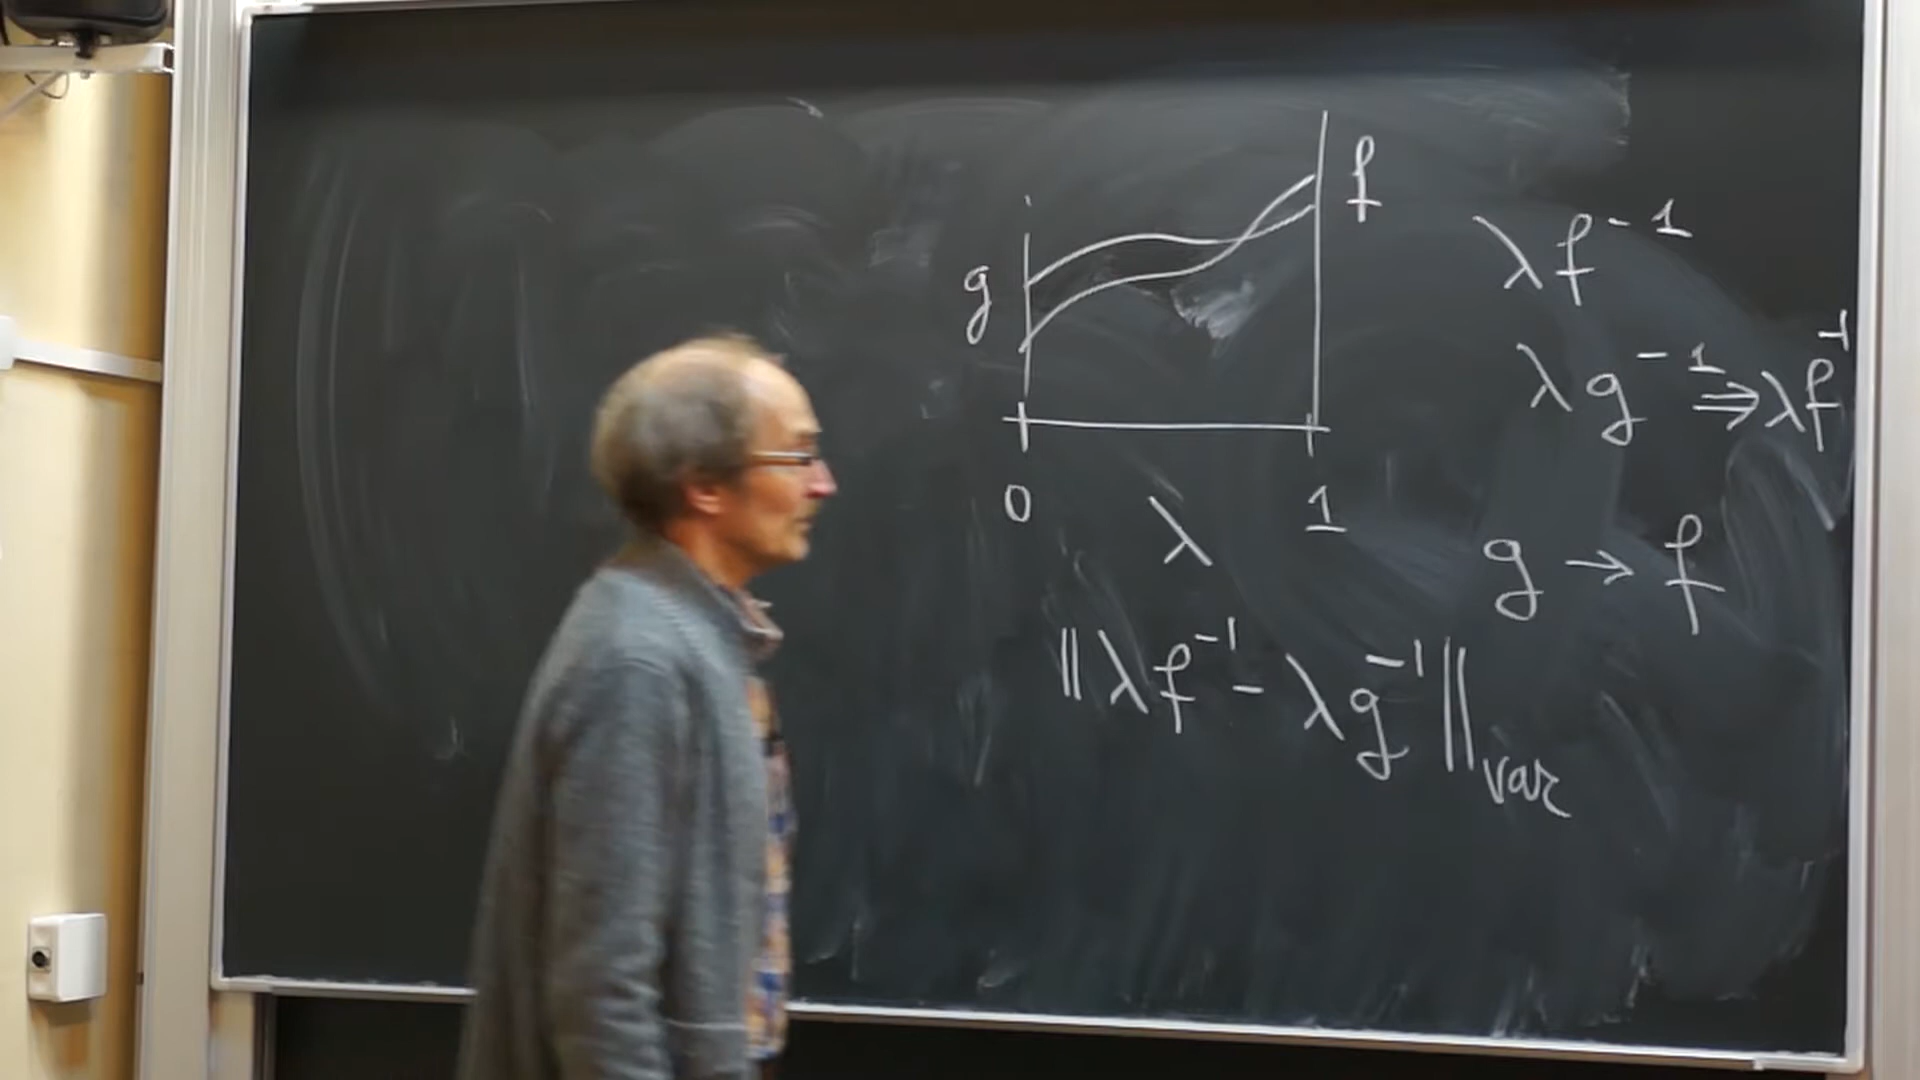 f
g
0 1
λ
‖λf⁻¹ - λg⁻¹‖var
λf⁻¹
λg⁻¹ ⇒ λf⁻¹
g → f